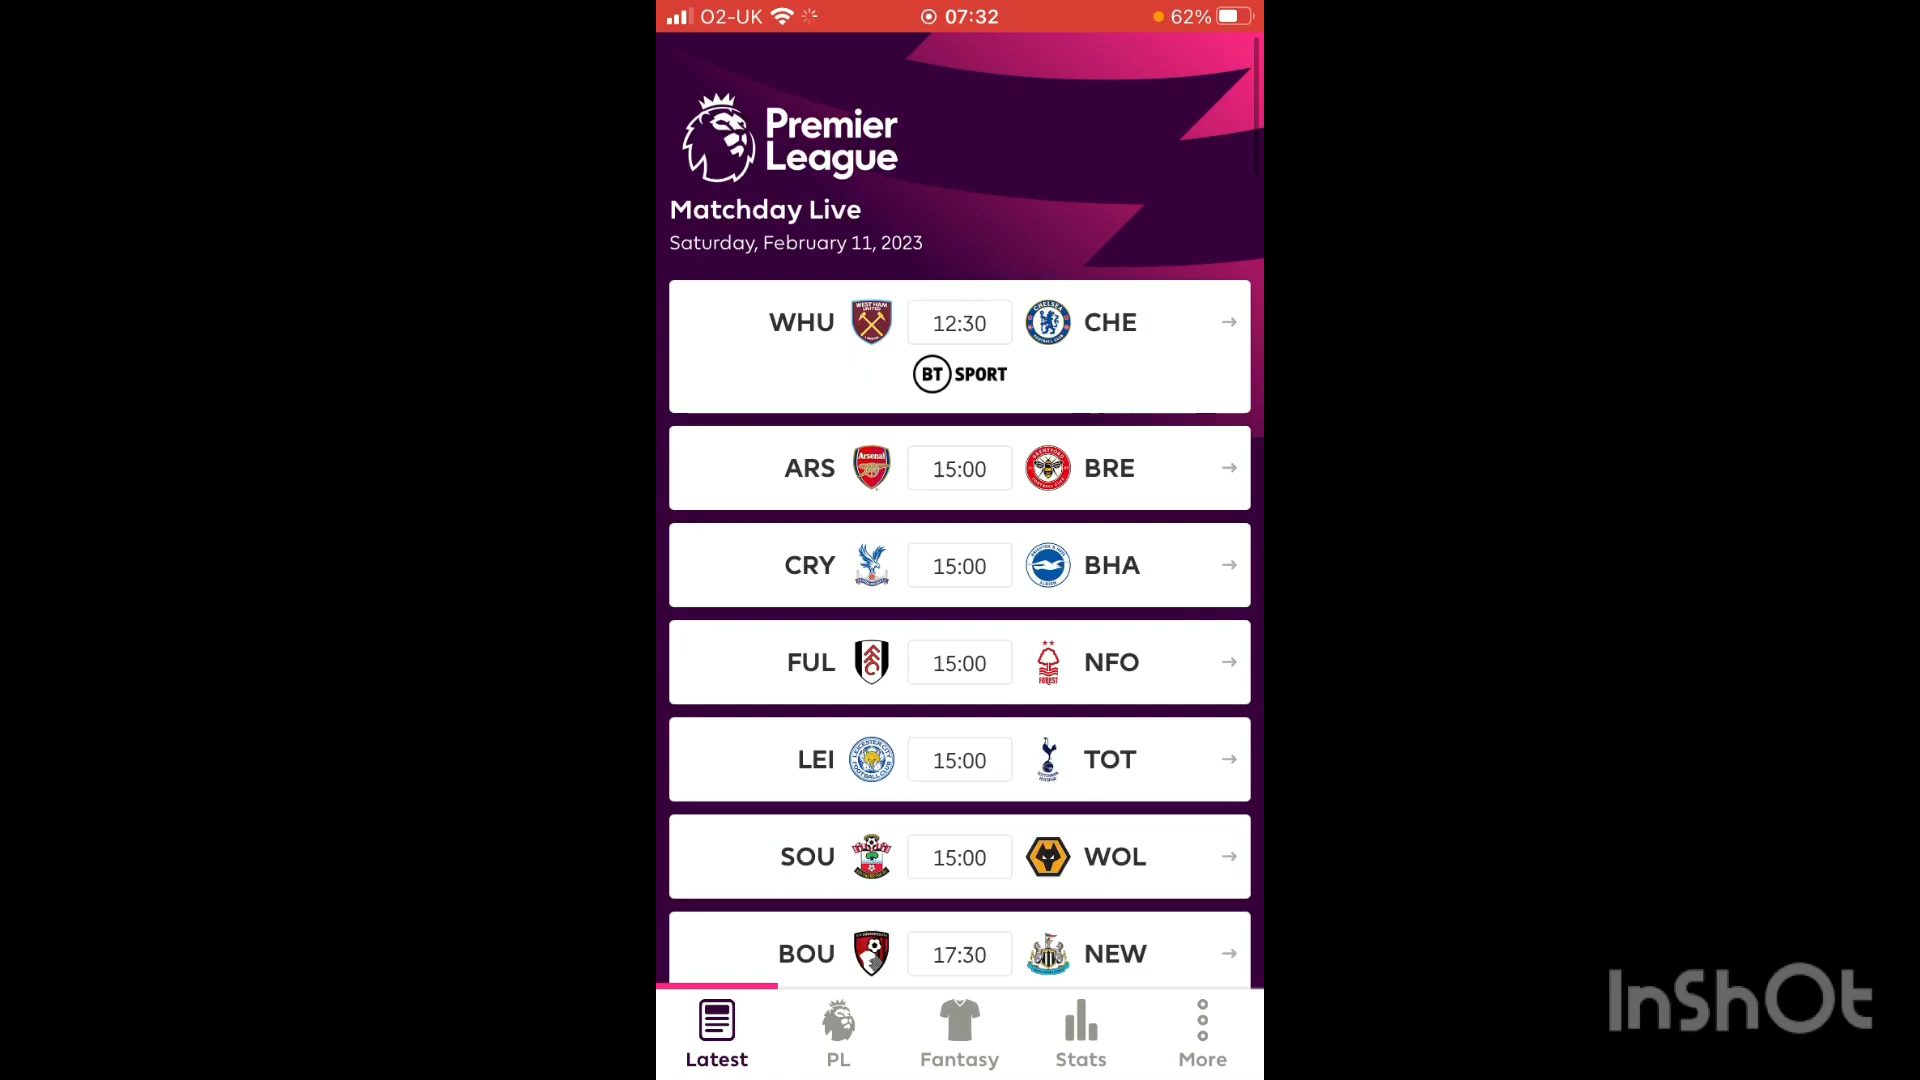 O2-UK 07:32 62%
Premier
League
Matchday Live
Saturday, February 11, 2023
WHU 12:30 CHE
BT SPORT
ARS 15:00 BRE
CRY 15:00 BHA
FUL 15:00 NFO
LEI 15:00 TOT
SOU 15:00 WOL
BOU 17:30 NEW
Latest PL Fantasy Stats More
InShOt